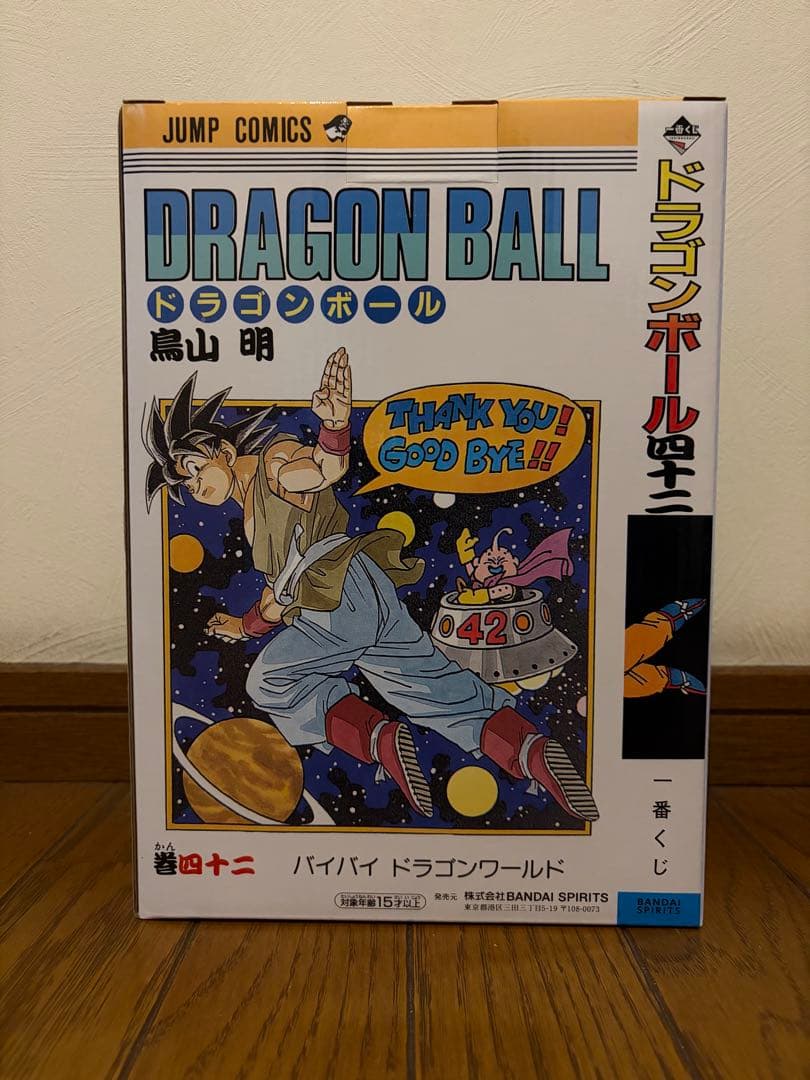 JUMP COMICS
DRAGON BALL
ドラゴンボール
鳥山 明
THANK YOU!
GOOD BYE!!
42
かん
巻四十二
バイバイ ドラゴンワールド
対象年齢15才以上
発売元 株式会社BANDAI SPIRITS
東京都港区三田三丁目5-19 〒108-0073
一番くじ
ドラゴンボール四十二
一番くじ
BANDAI
SPIRITS